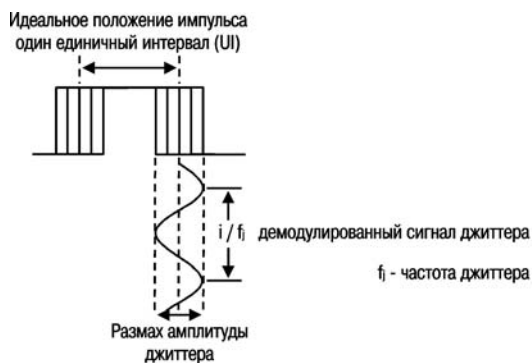 Идеальное положение импульса
один единичный интервал (UI)
i / fj демодулированный сигнал джиттера
fj - частота джиттера
Размах амплитуды
джиттера